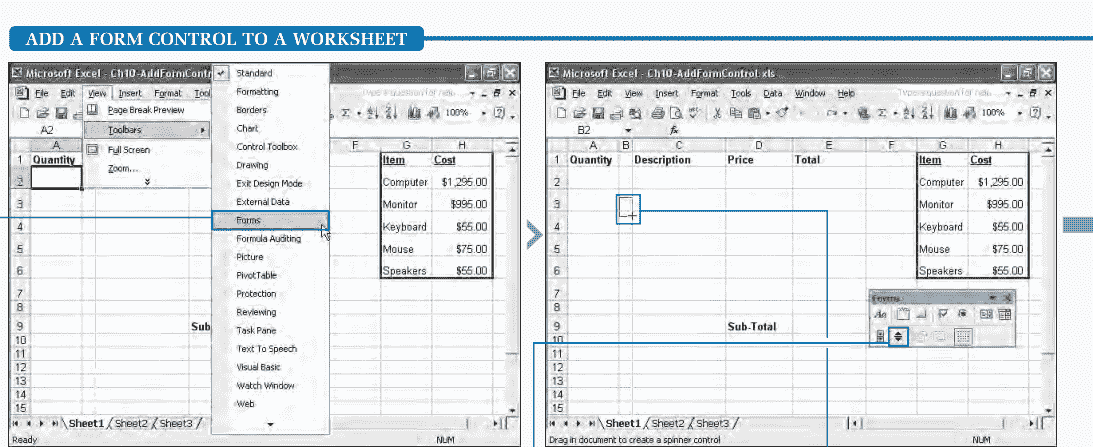 ADD A FORM CONTROL TO A WORKSHEET
Microsoft Excel - Ch10-AddFormContr
File Edit View Insert Format Tool
Page Break Preview
Toolbars
Full Screen
Zoom...
Standard
Formatting
Borders
Chart
Control Toolbox
Drawing
Exit Design Mode
External Data
Forms
Formula Auditing
Picture
PivotTable
Protection
Reviewing
Task Pane
Text To Speech
Visual Basic
Watch Window
Web
100%
A2
A F G H
1 Quantity Item Cost
2 Computer $1,295.00
3 Monitor $995.00
4 Keyboard $55.00
5 Mouse $75.00
6 Speakers $55.00
7
8
9 Sub
10
11
12
13
14
15
Sheet1 Sheet2 Sheet3
Ready NUM
Microsoft Excel - Ch10-AddFormControl.xls
File Edit View Insert Format Tools Data Window Help
100%
B2 fx
A B C D E F G H
1 Quantity Description Price Total Item Cost
2 Computer $1,295.00
3 Monitor $995.00
4 Keyboard $55.00
5 Mouse $75.00
6 Speakers $55.00
7
8
9 Sub-Total
10
11
12
13
14
15
Forms
Aa
Sheet1 Sheet2 Sheet3
Drag in document to create a spinner control NUM